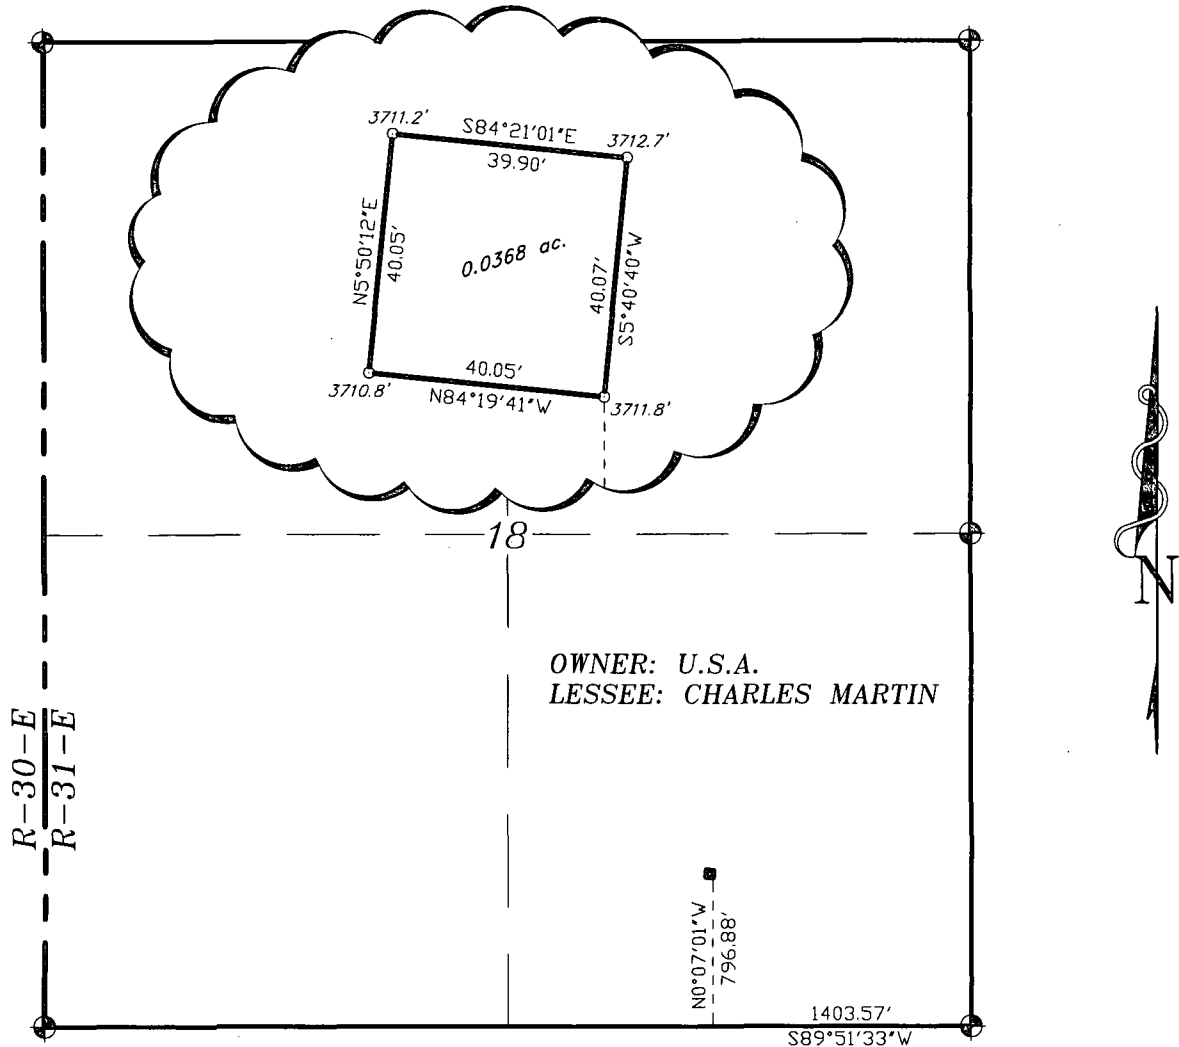 3711.2'
S84°21'01"E
3712.7'
39.90'
N5°50'12"E
40.05'
0.0368 ac.
40.07'
S5°40'40"W
40.05'
3710.8'
N84°19'41"W
3711.8'
18
N
OWNER: U.S.A.
LESSEE: CHARLES MARTIN
R-30-E
R-31-E
N0°07'01"W
796.88'
1403.57'
S89°51'33"W